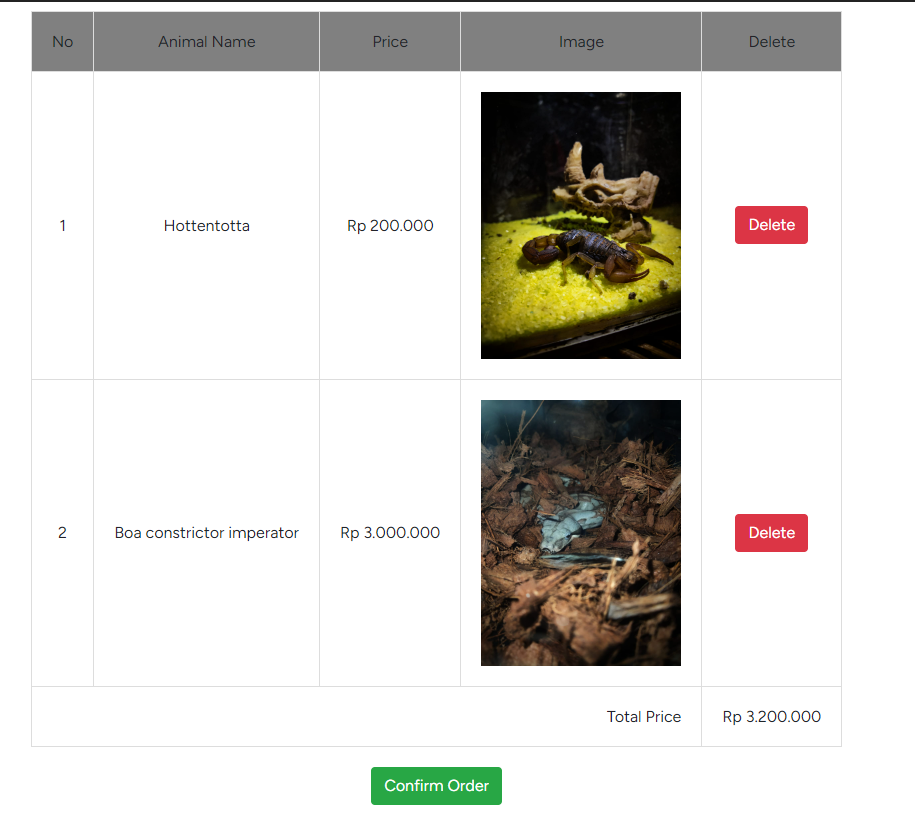 No Animal Name Price Image Delete
1 Hottentotta Rp 200.000 Delete
2 Boa constrictor imperator Rp 3.000.000 Delete
Total Price Rp 3.200.000
Confirm Order